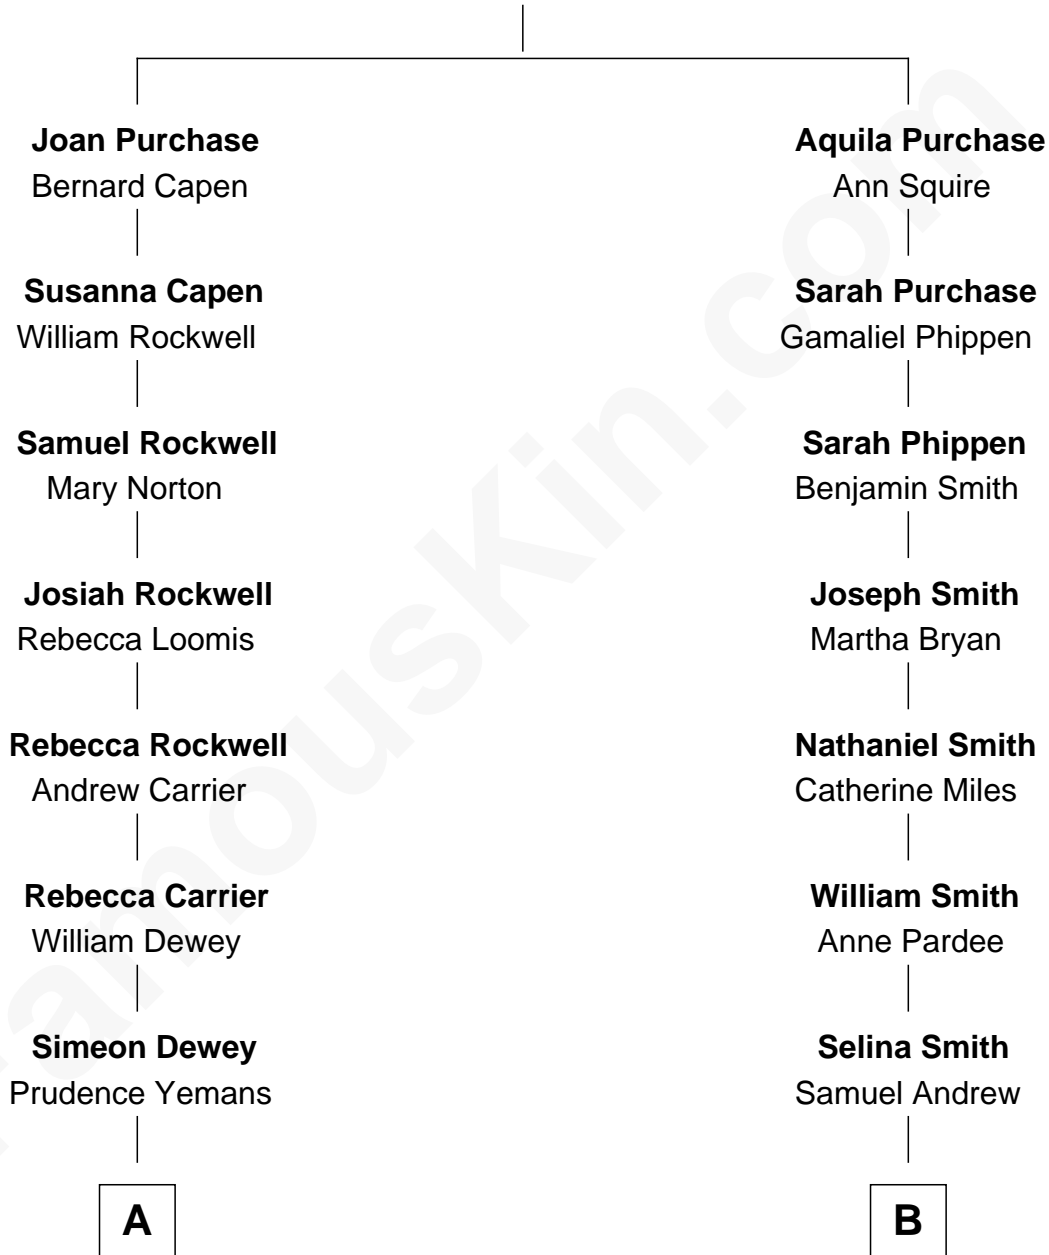 Joan Purchase
Bernard Capen
Aquila Purchase
Ann Squire
Susanna Capen
William Rockwell
Sarah Purchase
Gamaliel Phippen
Samuel Rockwell
Mary Norton
Sarah Phippen
Benjamin Smith
Josiah Rockwell
Rebecca Loomis
Joseph Smith
Martha Bryan
Rebecca Rockwell
Andrew Carrier
Nathaniel Smith
Catherine Miles
Rebecca Carrier
William Dewey
William Smith
Anne Pardee
Simeon Dewey
Prudence Yemans
Selina Smith
Samuel Andrew
A
B
FamousKin.com